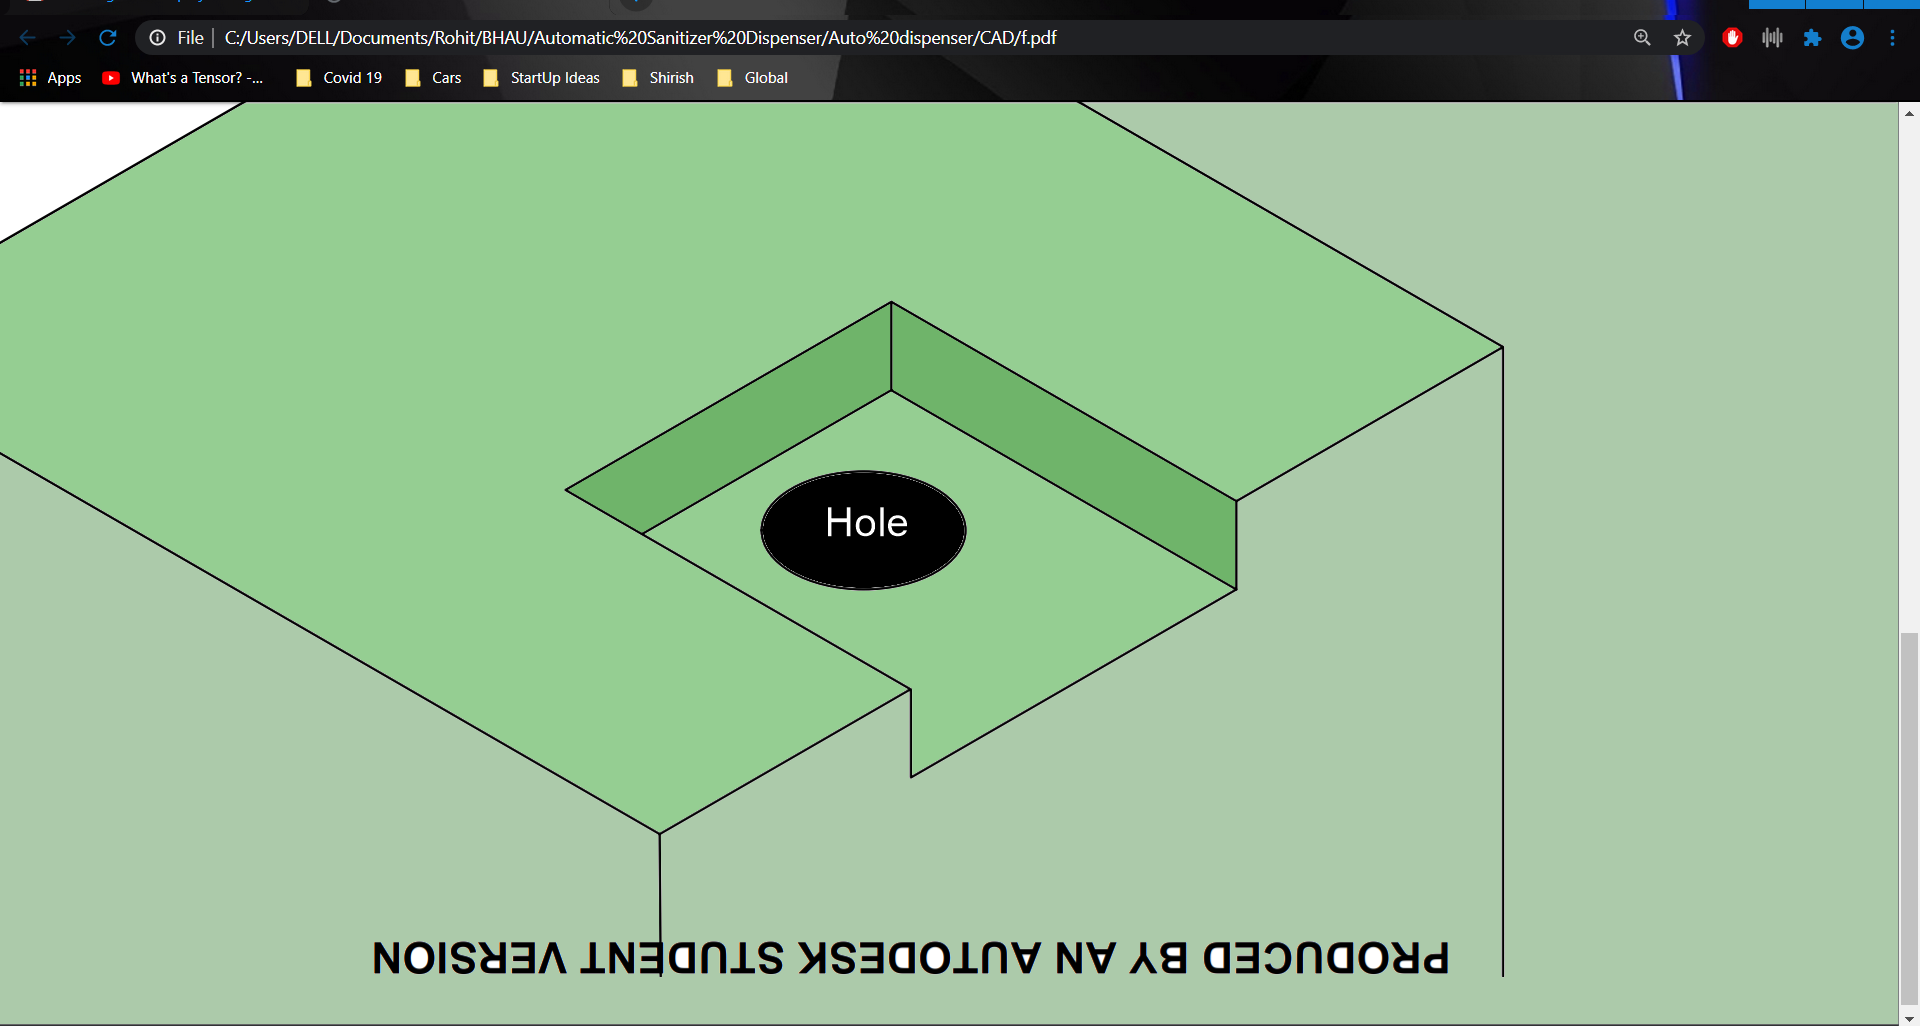 File
C:/Users/DELL/Documents/Rohit/BHAU/Automatic%20Sanitizer%20Dispenser/Auto%20dispenser/CAD/f.pdf
Apps What's a Tensor? -... Covid 19 Cars StartUp Ideas Shirish Global
Hole
PRODUCED BY AN AUTODESK STUDENT VERSION